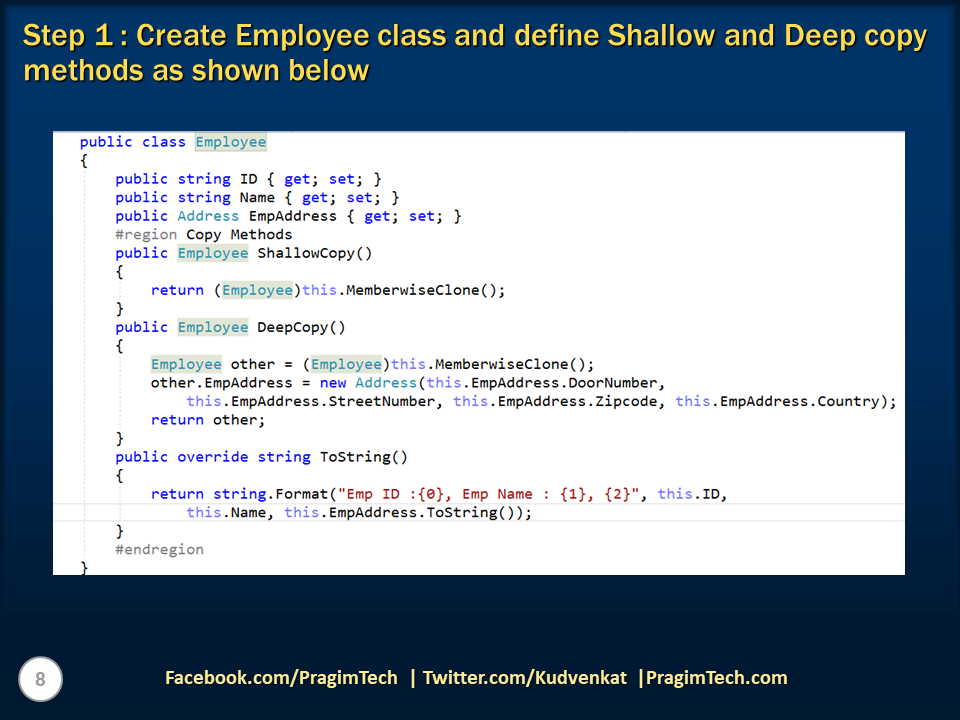 Step 1 : Create Employee class and define Shallow and Deep copy
methods as shown below
public class Employee
{
public string ID { get; set; }
public string Name { get; set; }
public Address EmpAddress { get; set; }
#region Copy Methods
public Employee ShallowCopy()
{
return (Employee)this.MemberwiseClone();
}
public Employee DeepCopy()
{
Employee other = (Employee)this.MemberwiseClone();
other.EmpAddress = new Address(this.EmpAddress.DoorNumber,
this.EmpAddress.StreetNumber, this.EmpAddress.Zipcode, this.EmpAddress.Country);
return other;
}
public override string ToString()
{
return string.Format("Emp ID :{0}, Emp Name : {1}, {2}", this.ID,
this.Name, this.EmpAddress.ToString());
}
#endregion
}
8
Facebook.com/PragimTech | Twitter.com/Kudvenkat |PragimTech.com